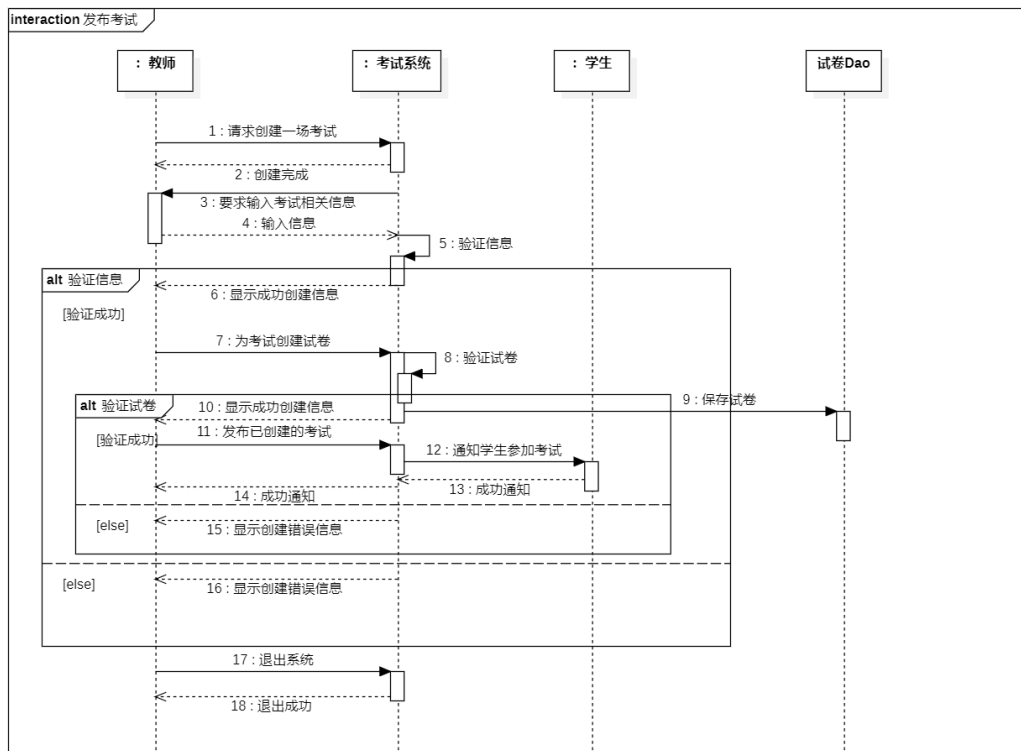 interaction 发布考试
: 教师
: 考试系统
: 学生
试卷Dao
1 : 请求创建一场考试
2 : 创建完成
3 : 要求输入考试相关信息
4 : 输入信息
5 : 验证信息
alt 验证信息
6 : 显示成功创建信息
[验证成功]
7 : 为考试创建试卷
8 : 验证试卷
9 : 保存试卷
alt 验证试卷
10 : 显示成功创建信息
11 : 发布已创建的考试
[验证成功]
12 : 通知学生参加考试
13 : 成功通知
14 : 成功通知
[else]
15 : 显示创建错误信息
[else]
16 : 显示创建错误信息
17 : 退出系统
18 : 退出成功